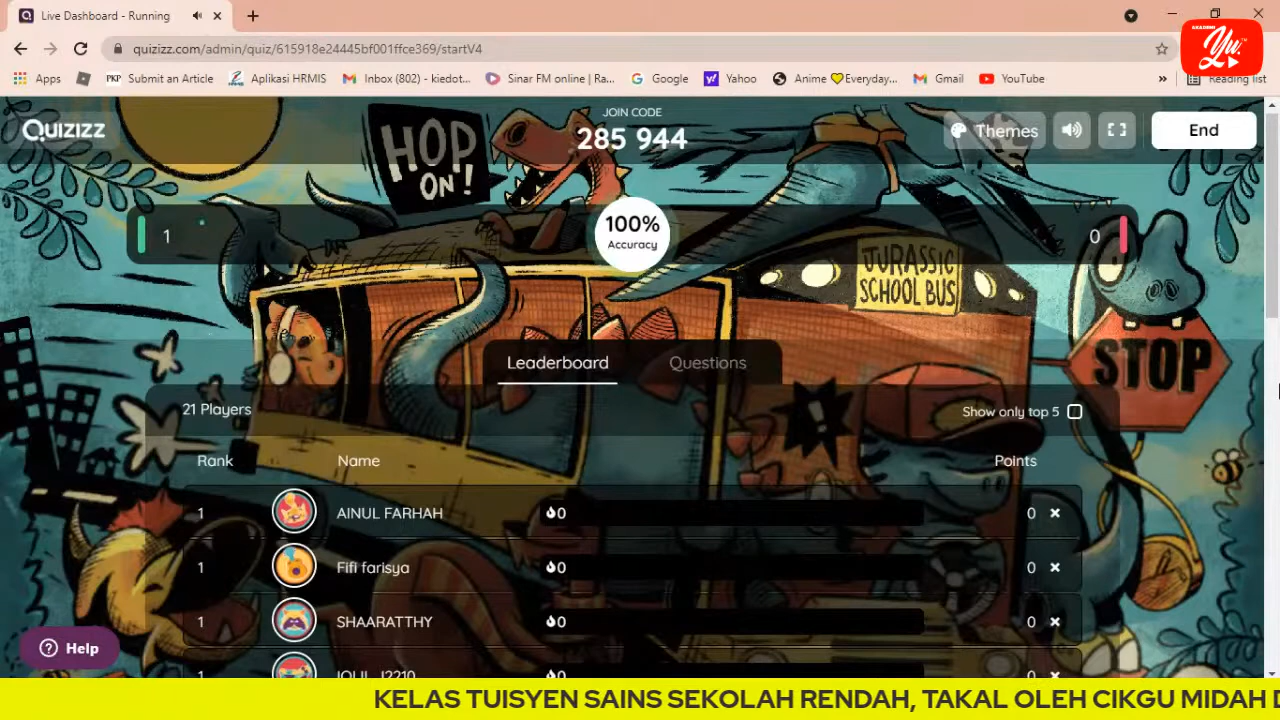 Live Dashboard - Running
quizizz.com/admin/quiz/615918e24445bf001ffce369/startV4
Apps
PKP Submit an Article
Aplikasi HRMIS
Inbox (802) - kiedot...
Sinar FM online | Ra...
Google
Yahoo
Anime 💛Everyday...
Gmail
YouTube
»
Reading list
Yu
Quizizz
HOP
ON!
JOIN CODE
285 944
Themes
End
1
100%
Accuracy
0
JURASSIC
SCHOOL BUS
STOP
Leaderboard
Questions
21 Players
Show only top 5
Rank
Name
Points
1 AINUL FARHAH 0 0
1 Fifi farisya 0 0
1 SHAARATTHY 0 0
Help
KELAS TUISYEN SAINS SEKOLAH RENDAH, TAKAL OLEH CIKGU MIDAH